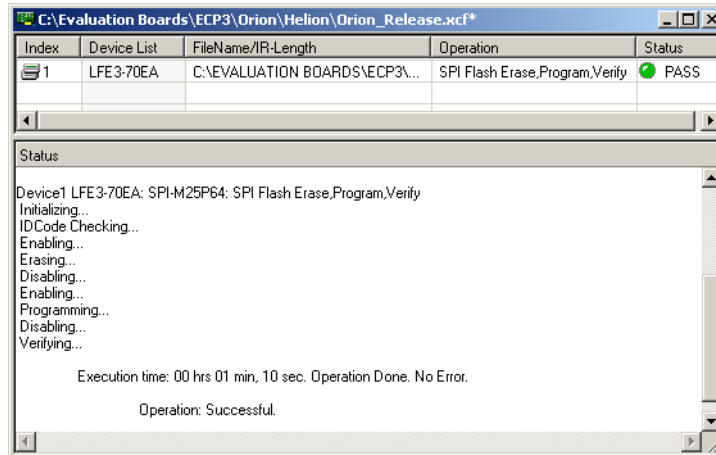 C:\Evaluation Boards\ECP3\Orion\Helion\Orion_Release.xcf*
Index Device List FileName/IR-Length Operation Status
1 LFE3-70EA C:\EVALUATION BOARDS\ECP3\... SPI Flash Erase,Program,Verify PASS
Status
Device1 LFE3-70EA: SPI-M25P64: SPI Flash Erase,Program,Verify
Initializing...
IDCode Checking...
Enabling...
Erasing...
Disabling...
Enabling...
Programming...
Disabling...
Verifying...
Execution time: 00 hrs 01 min, 10 sec. Operation Done. No Error.
Operation: Successful.